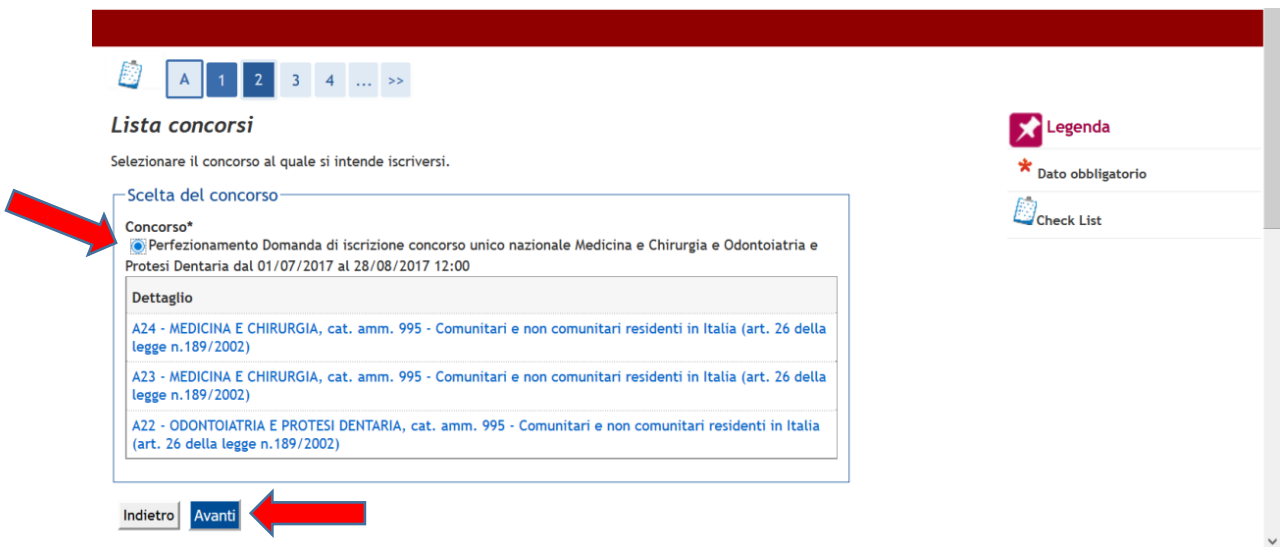 A 1 2 3 4 ... >>
Lista concorsi
Selezionare il concorso al quale si intende iscriversi.
Scelta del concorso
Concorso*
Perfezionamento Domanda di iscrizione concorso unico nazionale Medicina e Chirurgia e Odontoiatria e
Protesi Dentaria dal 01/07/2017 al 28/08/2017 12:00
Dettaglio
A24 - MEDICINA E CHIRURGIA, cat. amm. 995 - Comunitari e non comunitari residenti in Italia (art. 26 della
legge n.189/2002)
A23 - MEDICINA E CHIRURGIA, cat. amm. 995 - Comunitari e non comunitari residenti in Italia (art. 26 della
legge n.189/2002)
A22 - ODONTOIATRIA E PROTESI DENTARIA, cat. amm. 995 - Comunitari e non comunitari residenti in Italia
(art. 26 della legge n.189/2002)
Indietro Avanti
Legenda
* Dato obbligatorio
Check List